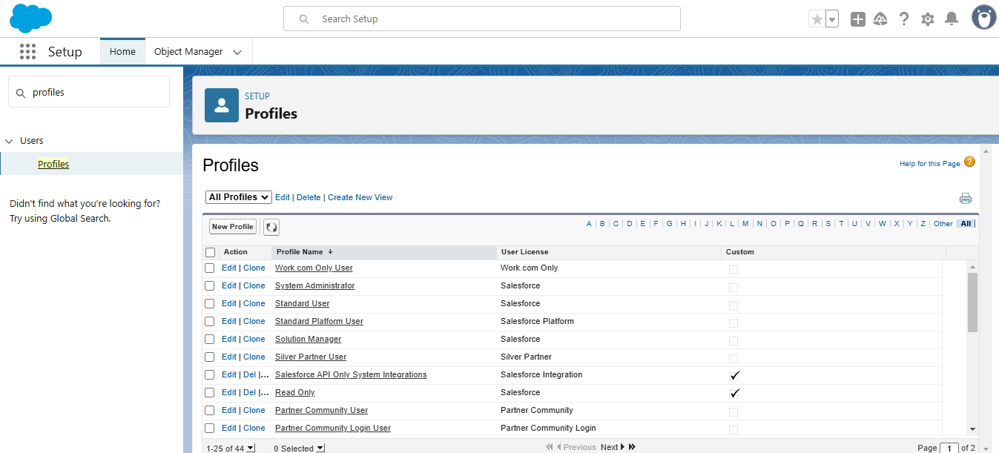 Search Setup
Setup Home Object Manager
profiles
Users
Profiles
Didn't find what you're looking for?
Try using Global Search.
SETUP
Profiles
Profiles
Help for this Page ?
All Profiles Edit | Delete | Create New View
New Profile A B C D E F G H I J K L M N O P Q R S T U V W X Y Z Other All
Action Profile Name User License Custom
Edit | Clone Work.com Only User Work.com Only
Edit | Clone System Administrator Salesforce
Edit | Clone Standard User Salesforce
Edit | Clone Standard Platform User Salesforce Platform
Edit | Clone Solution Manager Salesforce
Edit | Clone Silver Partner User Silver Partner
Edit | Del |... Salesforce API Only System Integrations Salesforce Integration
Edit | Del |... Read Only Salesforce
Edit | Clone Partner Community User Partner Community
Edit | Clone Partner Community Login User Partner Community Login
1-25 of 44 0 Selected Previous Next Page 1 of 2